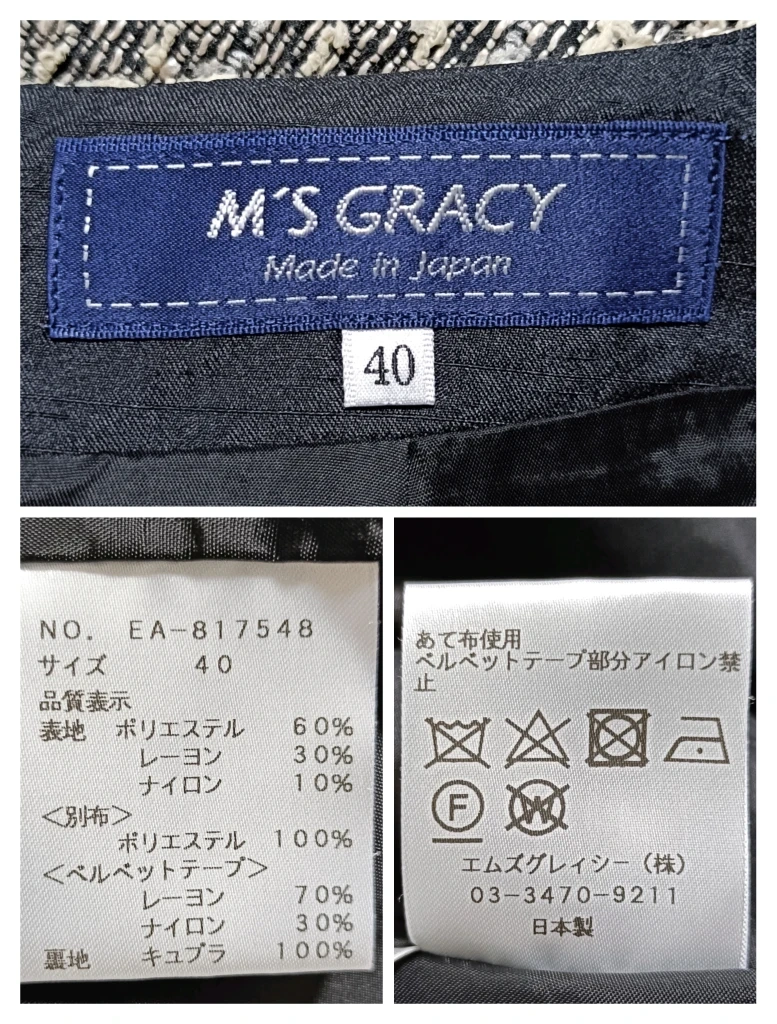 M'S GRACY
Made in Japan
40
NO. EA-817548
サイズ 40
品質表示
表地 ポリエステル 60%
レーヨン 30%
ナイロン 10%
<別布>
ポリエステル 100%
<ベルベットテープ>
レーヨン 70%
ナイロン 30%
裏地 キュプラ 100%
あて布使用
ベルベットテープ部分アイロン禁
止
F W
エムズグレィシー(株)
03-3470-9211
日本製